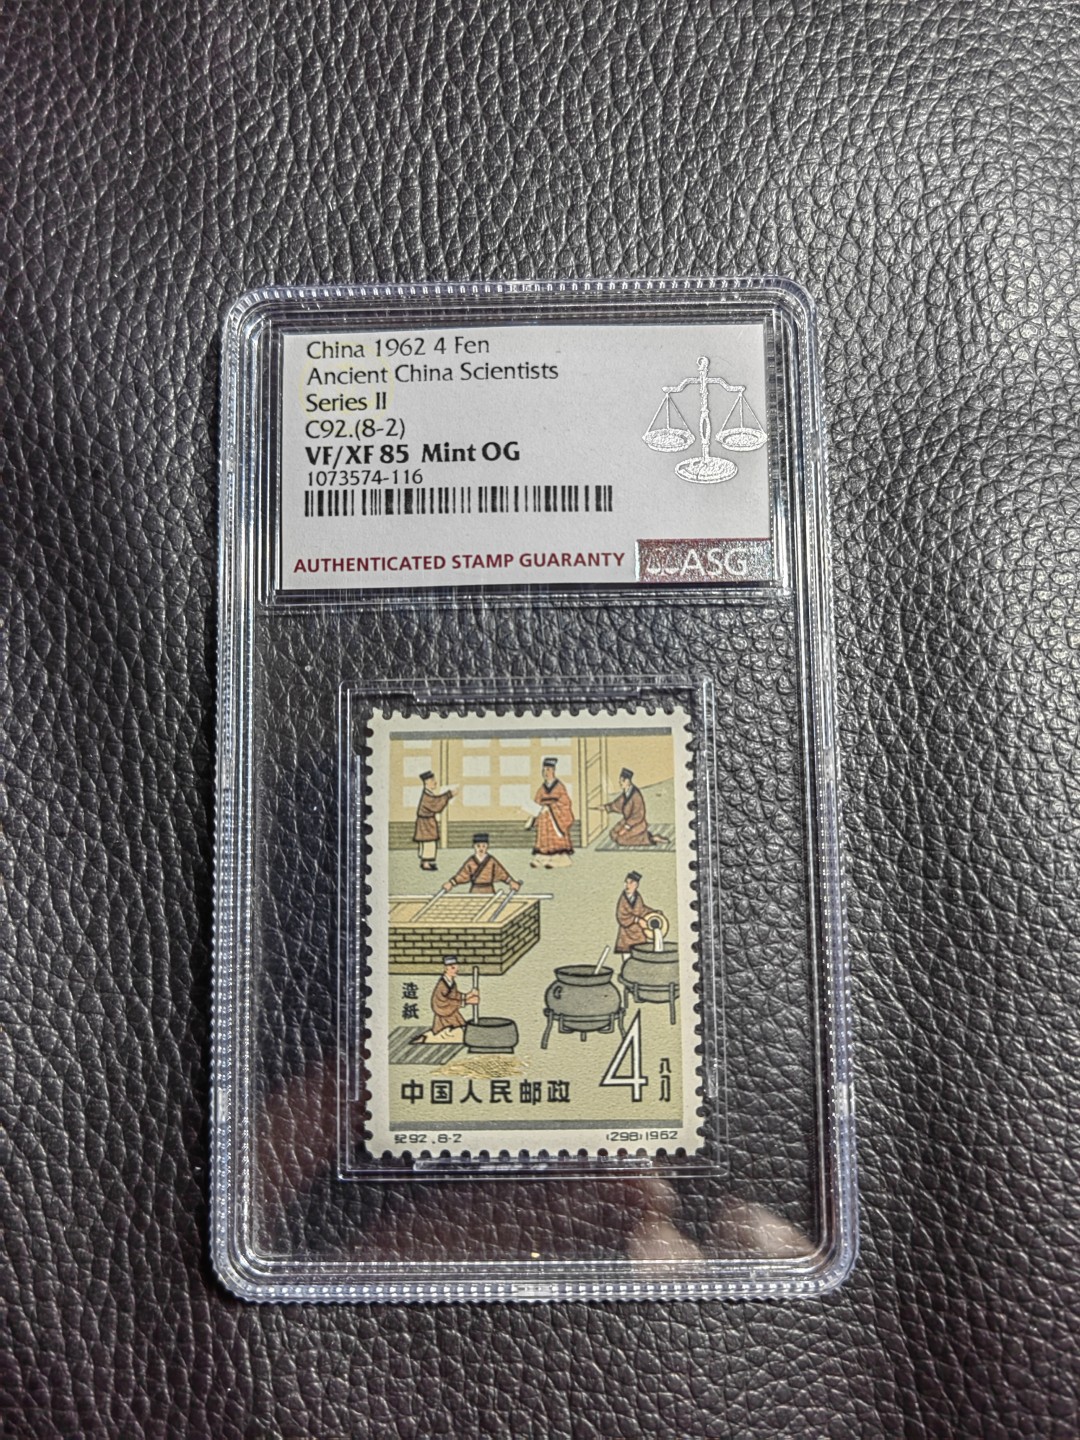 China 1962 4 Fen
Ancient China Scientists
Series II
C92.(8-2)
VF/XF 85 Mint OG
1073574-116
AUTHENTICATED STAMP GUARANTY
ASG
造
紙
4 八分
中国人民邮政
纪92.8-2 (298)1962